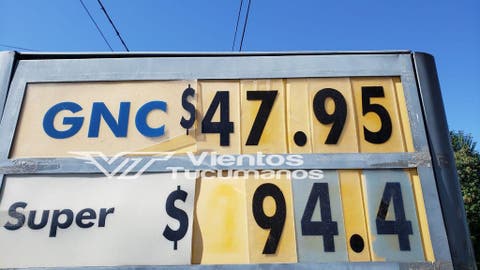 GNC $47.95
Vientos
Tucumanos
Super $94.4